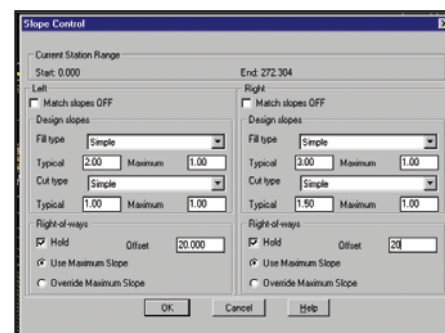 Slope Control
Current Station Range
Start: 0.000 End: 272.304
Left Right
Match slopes OFF Match slopes OFF
Design slopes Design slopes
Fill type Simple Fill type Simple
Typical 2.00 Maximum 1.00 Typical 3.00 Maximum 1.00
Cut type Simple Cut type Simple
Typical 1.00 Maximum 1.00 Typical 1.50 Maximum 1.00
Right-of-ways Right-of-ways
Hold Offset 20.000 Hold Offset 20
Use Maximum Slope Use Maximum Slope
Override Maximum Slope Override Maximum Slope
OK Cancel Help